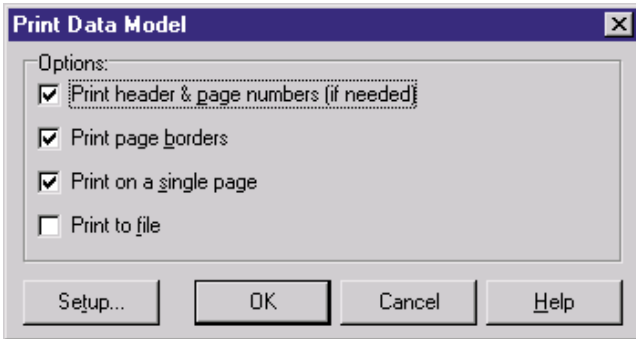 Print Data Model
Options:
Print header & page numbers (if needed)
Print page borders
Print on a single page
Print to file
Setup... OK Cancel Help